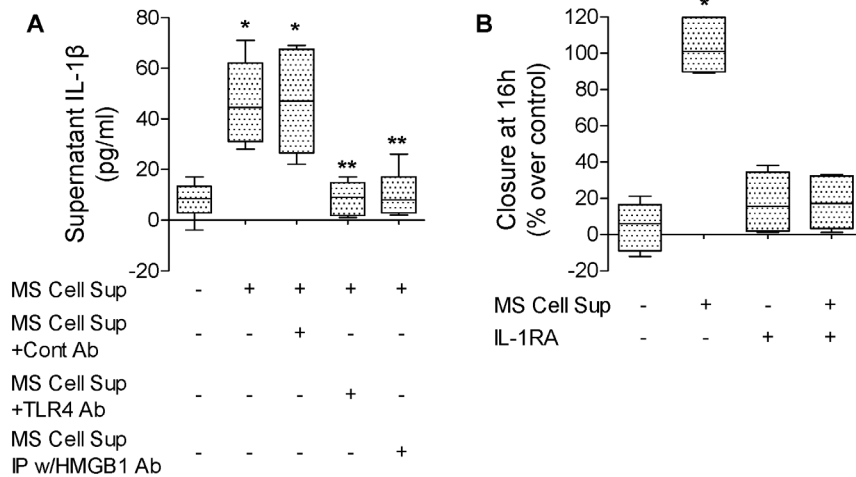 A
Supernatant IL-1β
(pg/ml)
80
60
40
20
0
-20
* * ** **
MS Cell Sup - + + + +
MS Cell Sup
+Cont Ab - - + - -
MS Cell Sup
+TLR4 Ab - - - + -
MS Cell Sup
IP w/HMGB1 Ab - - - - +
B
Closure at 16h
(% over control)
120
100
80
60
40
20
0
-20
*
MS Cell Sup - + - +
IL-1RA - - + +